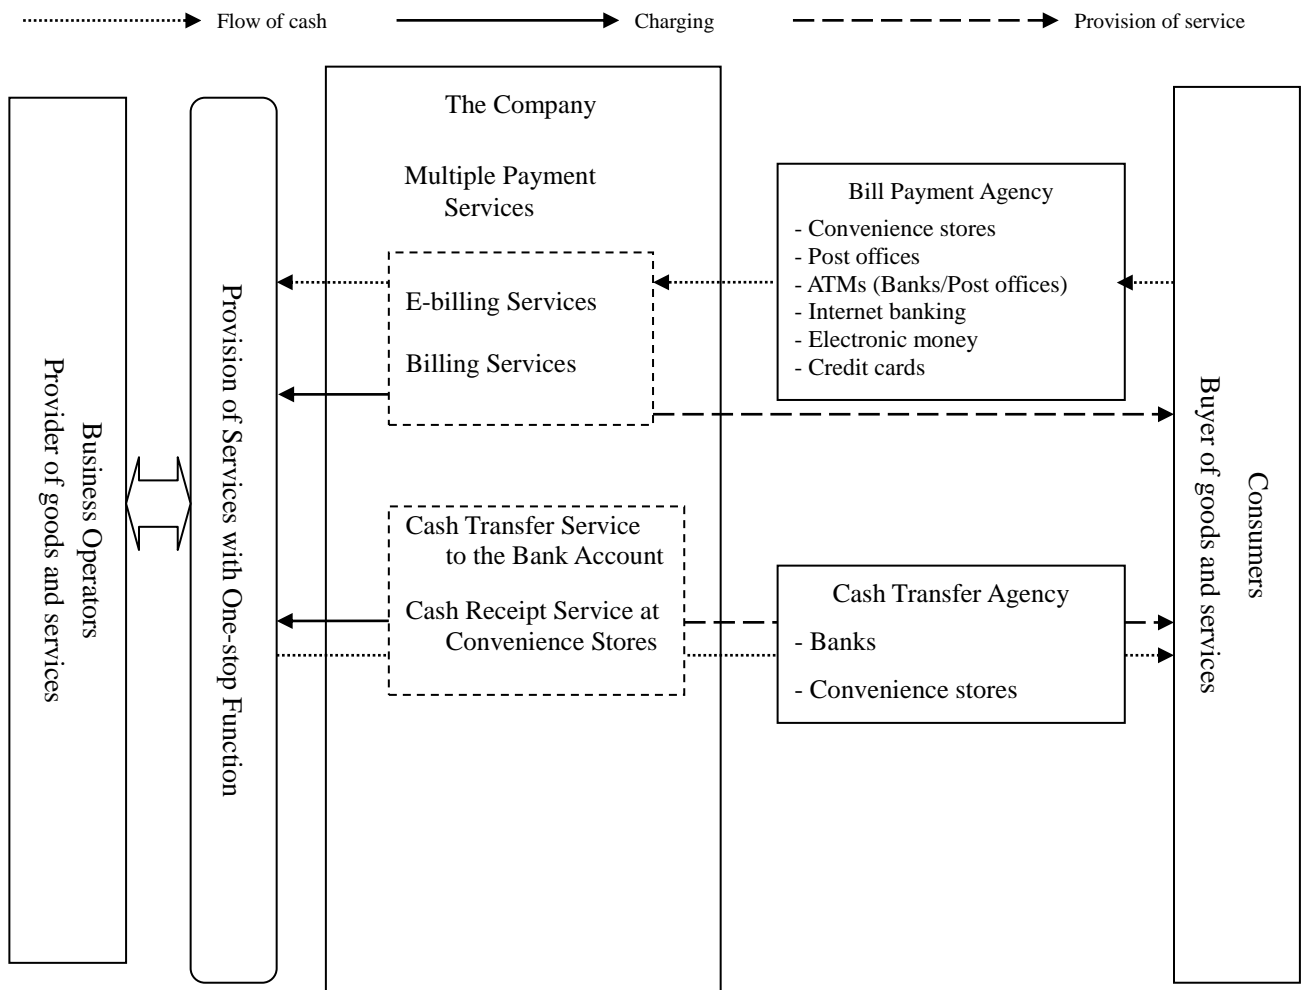 Flow of cash
Charging
Provision of service
Business Operators
Provider of goods and services
Provision of Services with One-stop Function
The Company
Multiple Payment
Services
E-billing Services
Billing Services
Cash Transfer Service
to the Bank Account
Cash Receipt Service at
Convenience Stores
Bill Payment Agency
- Convenience stores
- Post offices
- ATMs (Banks/Post offices)
- Internet banking
- Electronic money
- Credit cards
Cash Transfer Agency
- Banks
- Convenience stores
Consumers
Buyer of goods and services